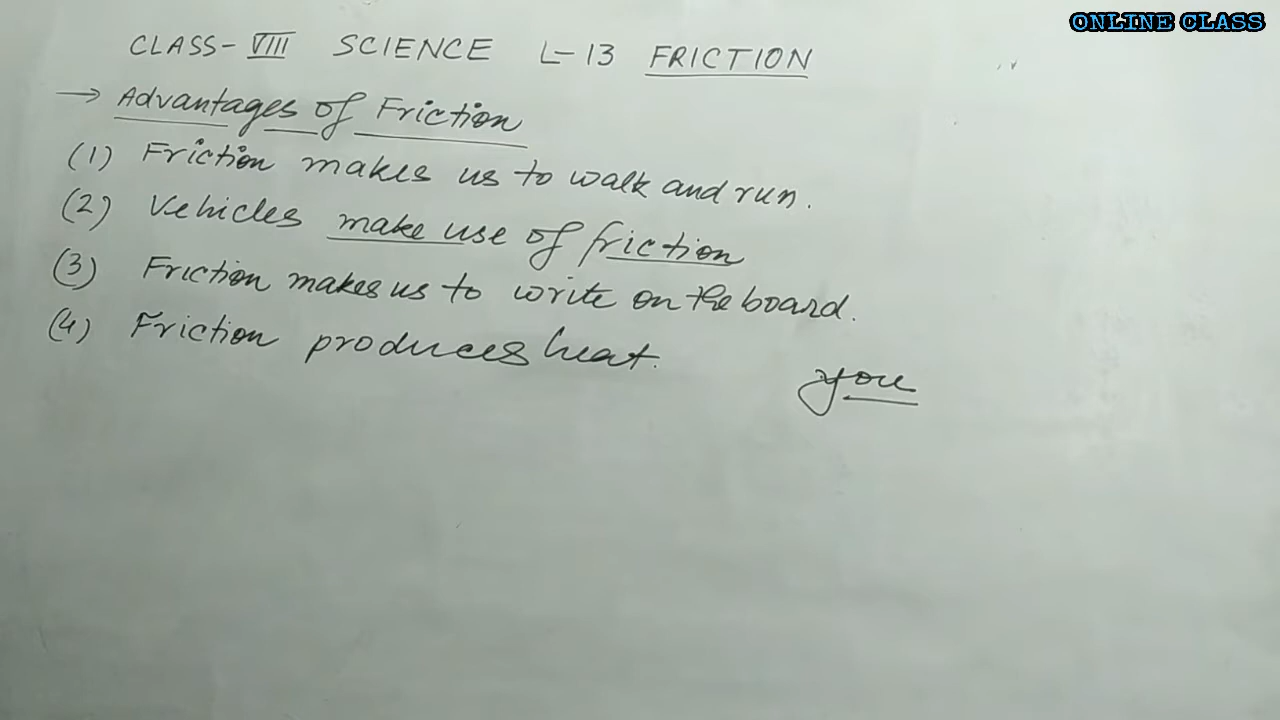 ONLINE CLASS
CLASS-VIII SCIENCE L-13 FRICTION
→ Advantages of Friction
(1) Friction makes us to walk and run.
(2) Vehicles make use of friction
(3) Friction makes us to write on the board.
(4) Friction produces heat.
you